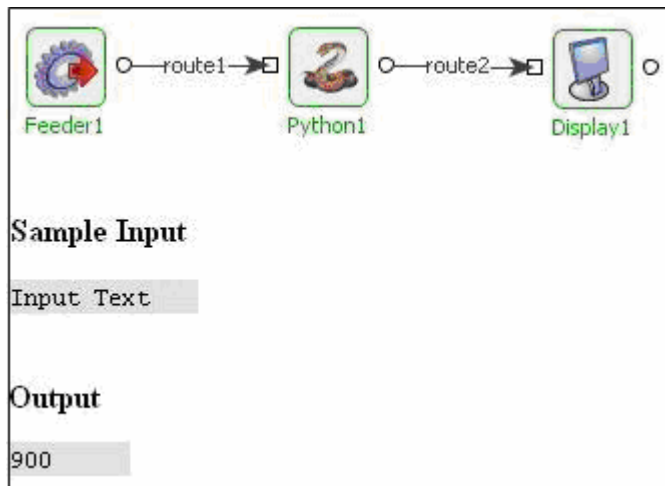 route1 route2
Feeder1 Python1 Display1
Sample Input
Input Text
Output
900